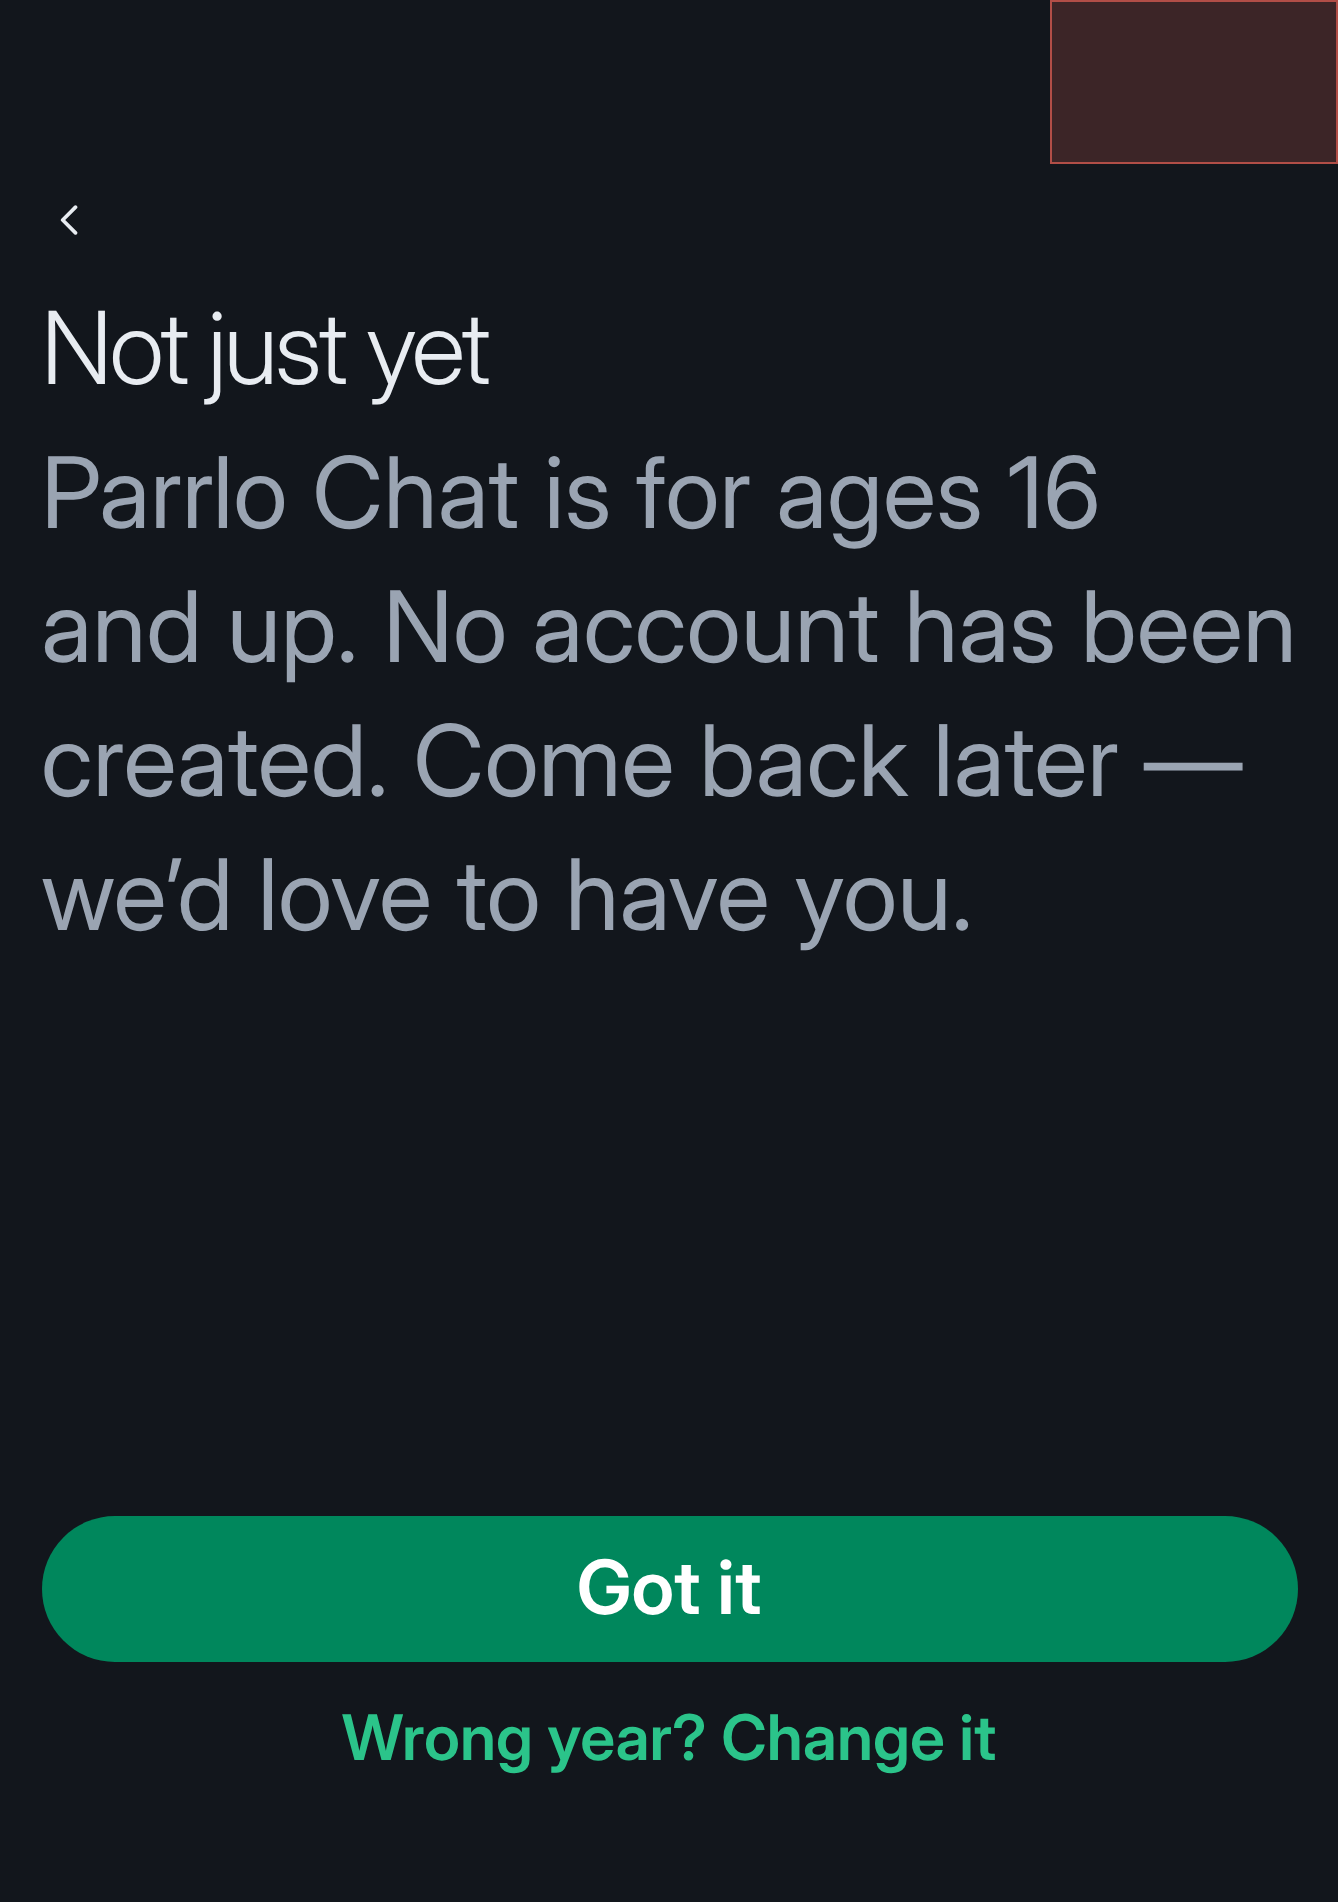 Not just yet
Parrlo Chat is for ages 16
and up. No account has been
created. Come back later —
we’d love to have you.
Got it
Wrong year? Change it